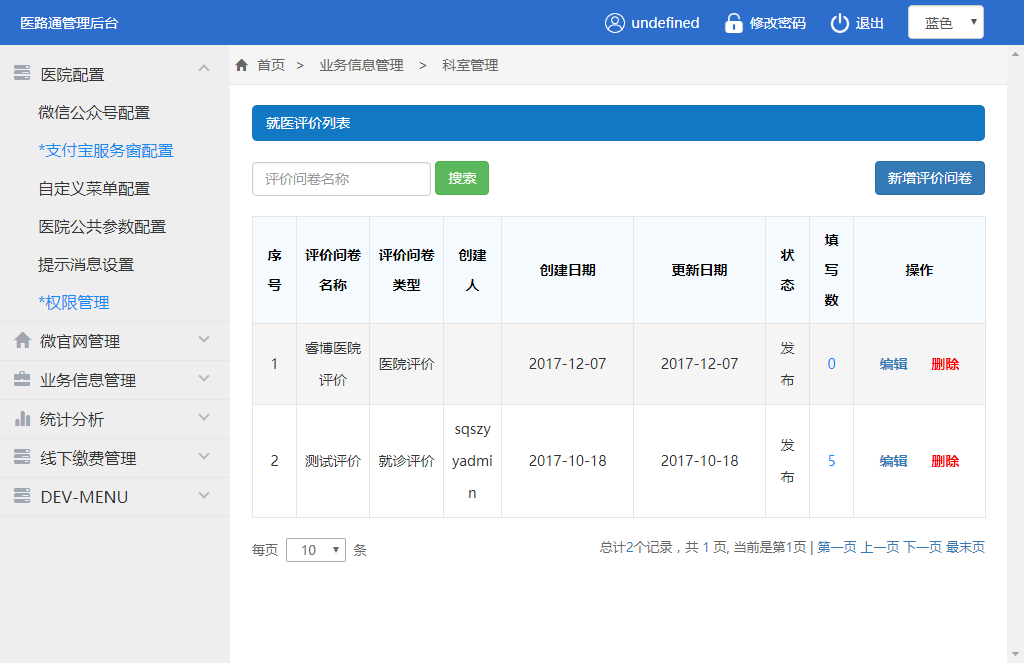 医路通管理后台
undefined
修改密码
退出
蓝色
医院配置
微信公众号配置
*支付宝服务窗配置
自定义菜单配置
医院公共参数配置
提示消息设置
*权限管理
微官网管理
业务信息管理
统计分析
线下缴费管理
DEV-MENU
首页 > 业务信息管理 > 科室管理
就医评价列表
评价问卷名称
搜索
新增评价问卷
序
号
评价问卷
名称
评价问卷
类型
创建
人
创建日期
更新日期
状
态
填
写
数
操作
1
睿博医院
评价
医院评价
2017-12-07
2017-12-07
发
布
0
编辑
删除
2
测试评价
就诊评价
sqszy
yadmi
n
2017-10-18
2017-10-18
发
布
5
编辑
删除
每页 10 条
总计2个记录，共 1 页, 当前是第1页 | 第一页 上一页 下一页 最末页